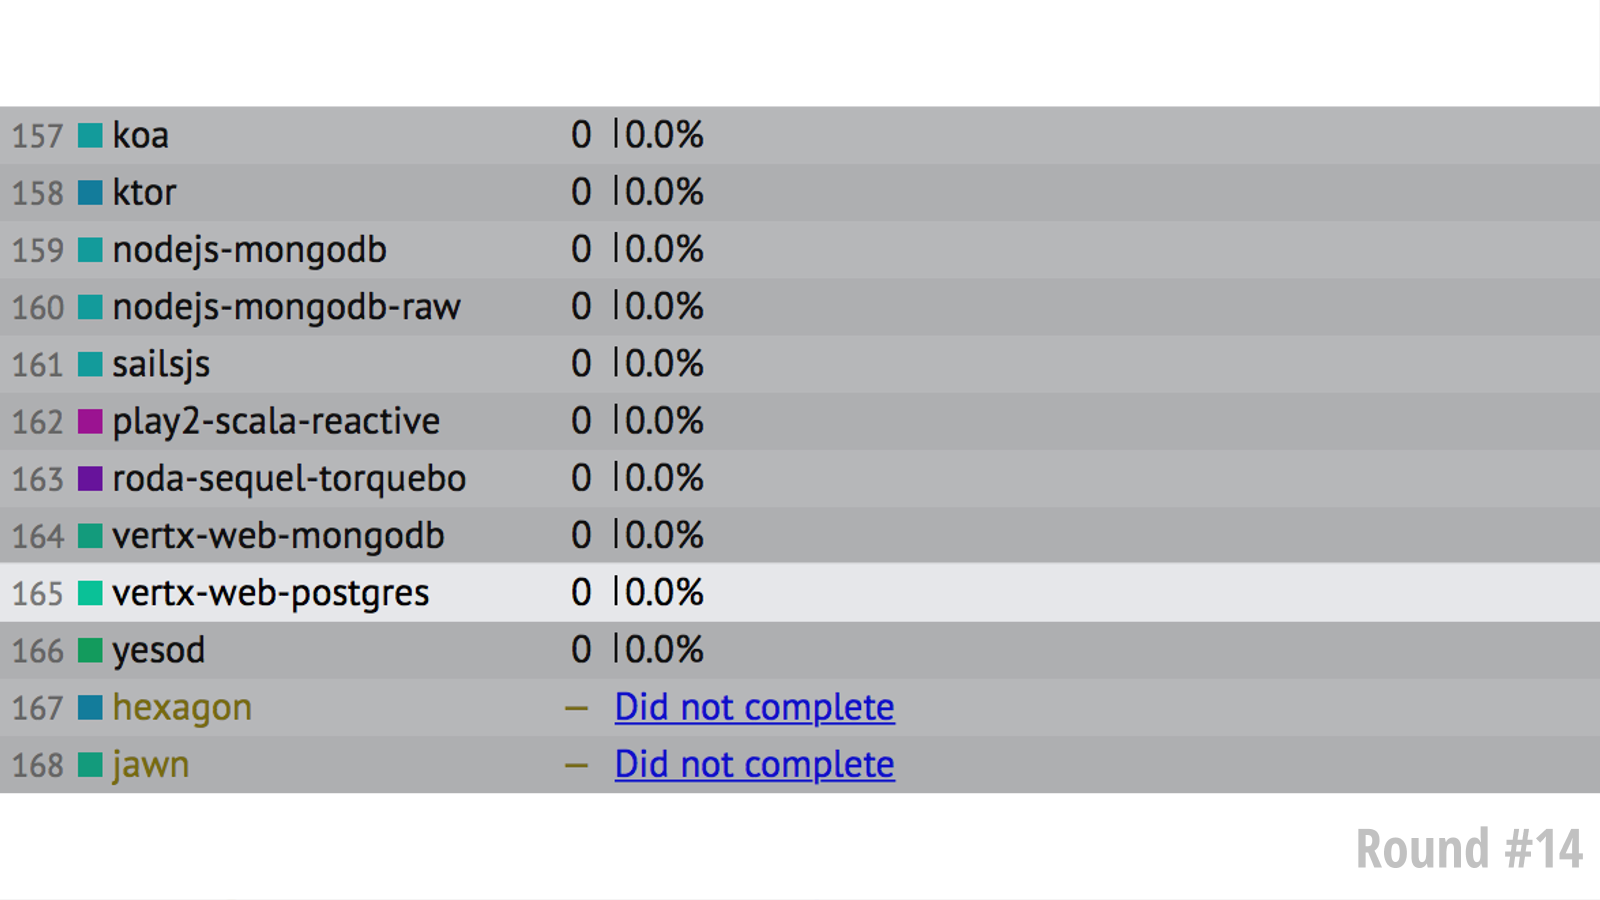 157 koa 0 0.0%
158 ktor 0 0.0%
159 nodejs-mongodb 0 0.0%
160 nodejs-mongodb-raw 0 0.0%
161 sailsjs 0 0.0%
162 play2-scala-reactive 0 0.0%
163 roda-sequel-torquebo 0 0.0%
164 vertx-web-mongodb 0 0.0%
165 vertx-web-postgres 0 0.0%
166 yesod 0 0.0%
167 hexagon — Did not complete
168 jawn — Did not complete
Round #14